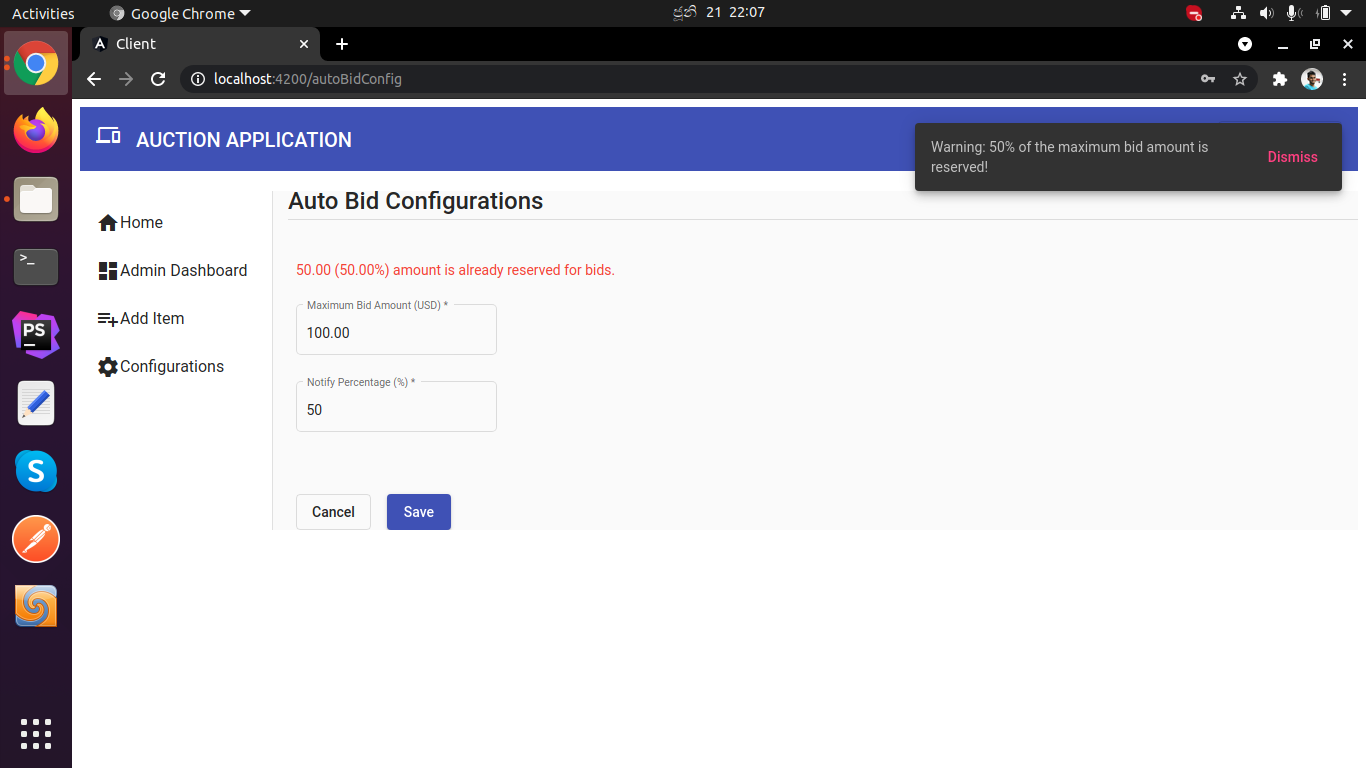 Activities
Google Chrome
ජූනි 21 22:07
Client
localhost:4200/autoBidConfig
AUCTION APPLICATION
Warning: 50% of the maximum bid amount is
reserved!
Dismiss
Auto Bid Configurations
Home
Admin Dashboard
Add Item
Configurations
50.00 (50.00%) amount is already reserved for bids.
Maximum Bid Amount (USD) *
100.00
Notify Percentage (%) *
50
Cancel
Save
>_
PS
S